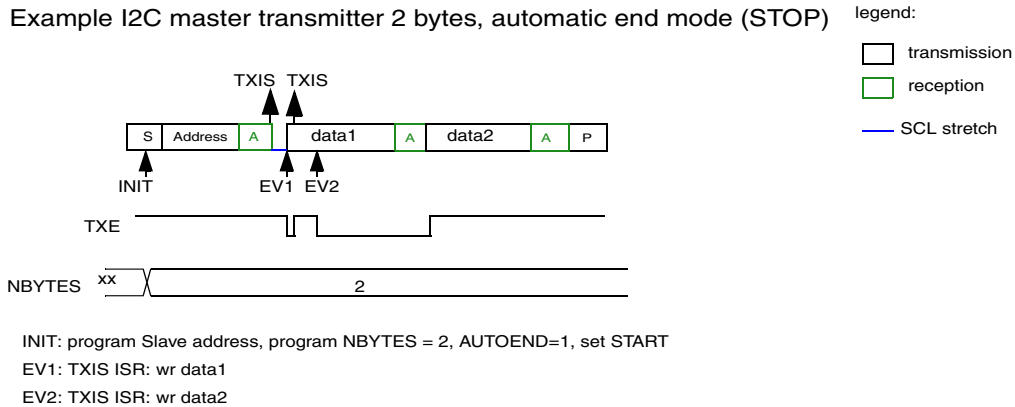 Example I2C master transmitter 2 bytes, automatic end mode (STOP)
legend:
transmission
reception
SCL stretch
TXIS TXIS
S Address A data1 A data2 A P
INIT EV1 EV2
TXE
NBYTES xx 2
INIT: program Slave address, program NBYTES = 2, AUTOEND=1, set START
EV1: TXIS ISR: wr data1
EV2: TXIS ISR: wr data2